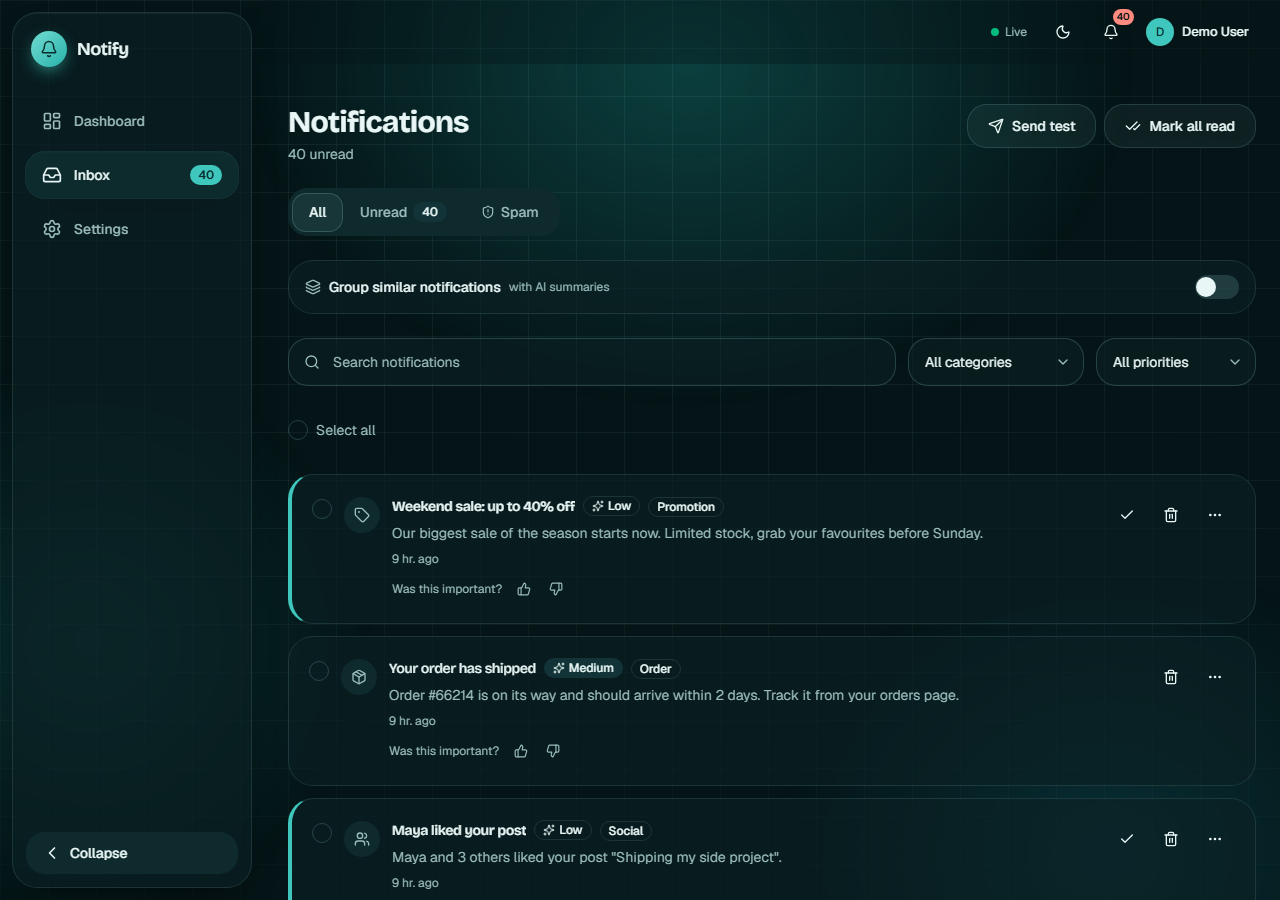 Notify
Live
40
D
Demo User
Dashboard
Inbox 40
Settings
Collapse
Notifications
40 unread
Send test
Mark all read
All
Unread 40
Spam
Group similar notifications with AI summaries
Search notifications
All categories
All priorities
Select all
Weekend sale: up to 40% off Low Promotion
Our biggest sale of the season starts now. Limited stock, grab your favourites before Sunday.
9 hr. ago
Was this important?
Your order has shipped Medium Order
Order #66214 is on its way and should arrive within 2 days. Track it from your orders page.
9 hr. ago
Was this important?
Maya liked your post Low Social
Maya and 3 others liked your post "Shipping my side project".
9 hr. ago